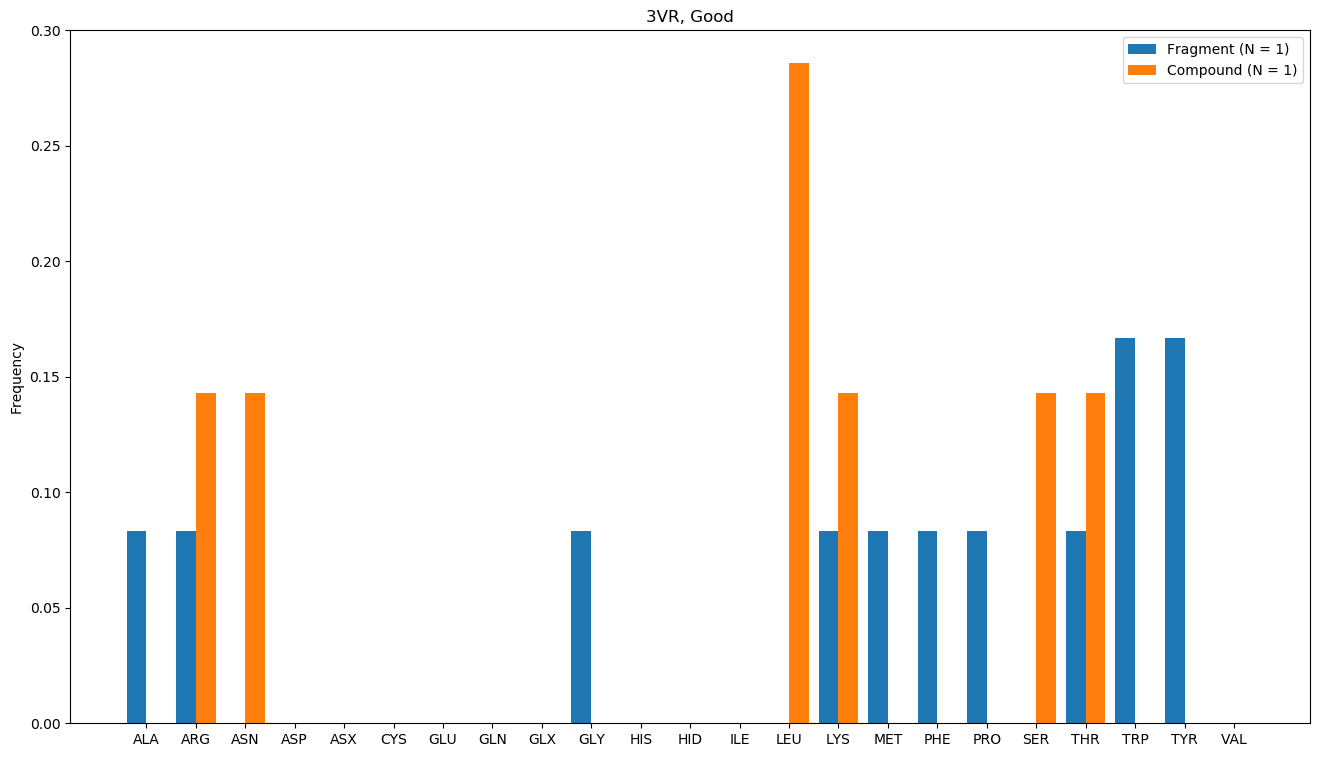 3VR, Good
Fragment (N = 1)
Compound (N = 1)
Frequency
0.30
0.25
0.20
0.15
0.10
0.05
0.00
ALA ARG ASN ASP ASX CYS GLU GLN GLX GLY HIS HID ILE LEU LYS MET PHE PRO SER THR TRP TYR VAL